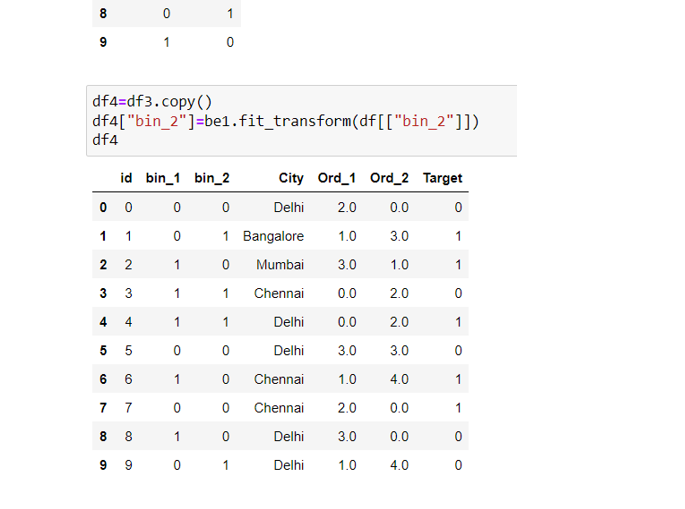 8 0 1
9 1 0
df4=df3.copy()
df4["bin_2"]=be1.fit_transform(df[["bin_2"]])
df4
id bin_1 bin_2 City Ord_1 Ord_2 Target
0 0 0 0 Delhi 2.0 0.0 0
1 1 0 1 Bangalore 1.0 3.0 1
2 2 1 0 Mumbai 3.0 1.0 1
3 3 1 1 Chennai 0.0 2.0 0
4 4 1 1 Delhi 0.0 2.0 1
5 5 0 0 Delhi 3.0 3.0 0
6 6 1 0 Chennai 1.0 4.0 1
7 7 0 0 Chennai 2.0 0.0 1
8 8 1 0 Delhi 3.0 0.0 0
9 9 0 1 Delhi 1.0 4.0 0